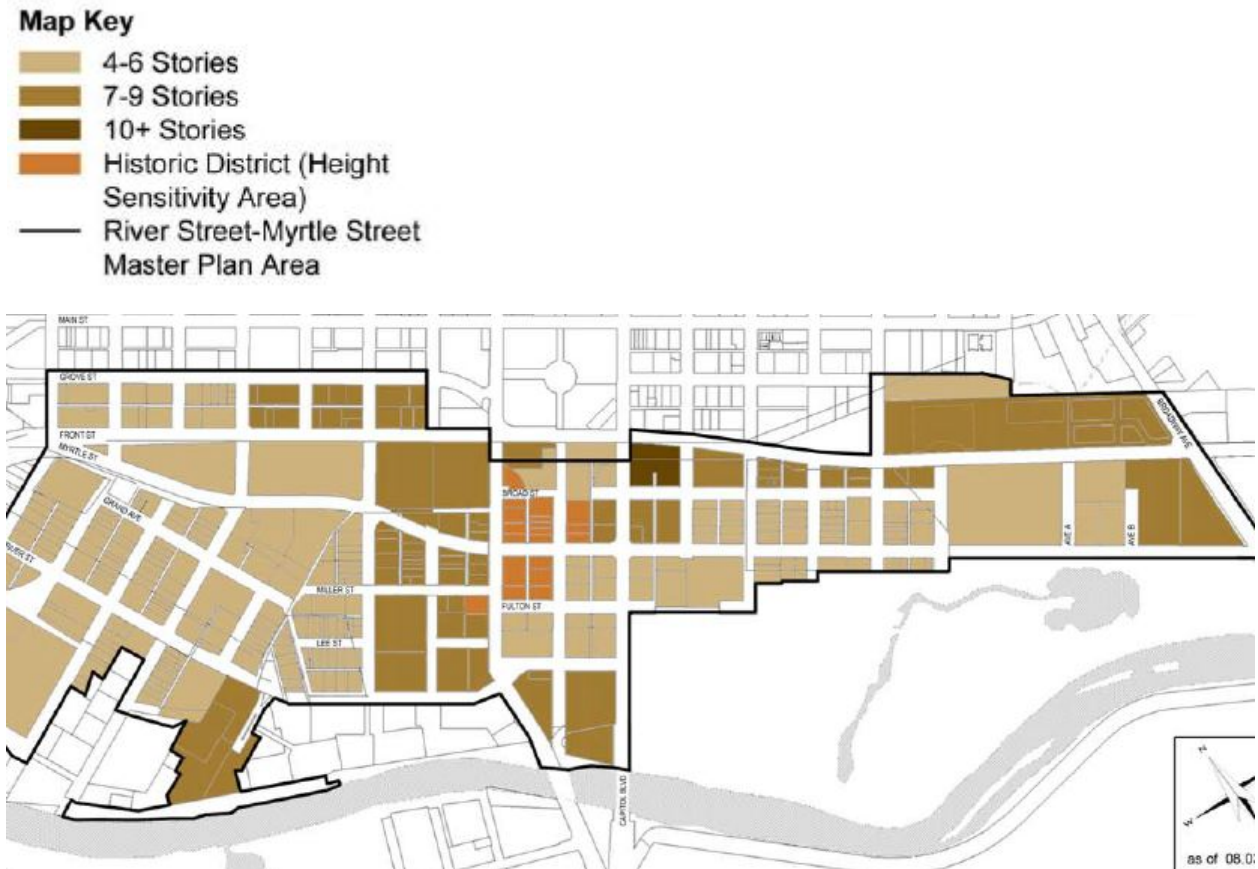 Map Key
4-6 Stories
7-9 Stories
10+ Stories
Historic District (Height
Sensitivity Area)
River Street-Myrtle Street
Master Plan Area
MAIN ST
GROVE ST
FRONT ST
MYRTLE ST
BROAD ST
GRAND AVE
MILLER ST
FULTON ST
LEE ST
AVE A
AVE B
BROADWAY AVE
CAPITOL BLVD
N
W
as of 08.0